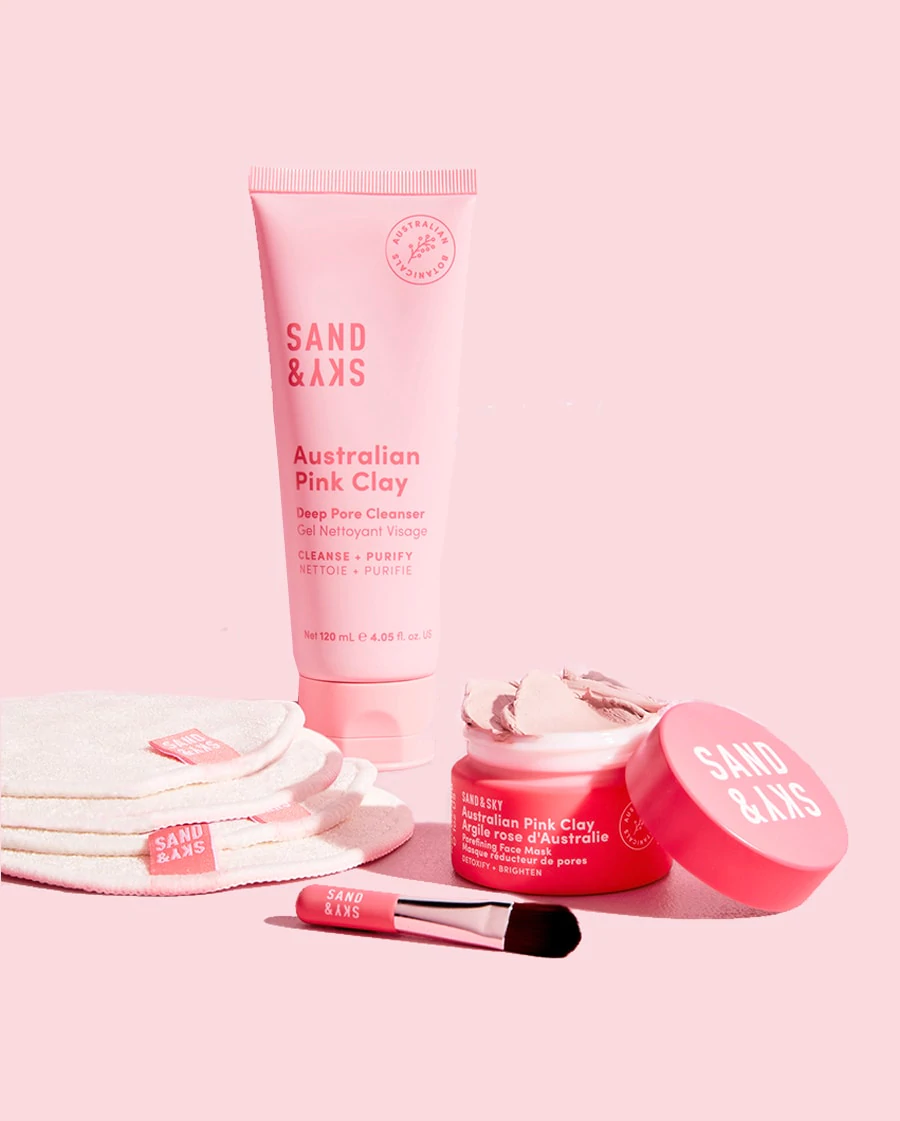 AUSTRALIAN BOTANICALS
SAND
&SKY
Australian
Pink Clay
Deep Pore Cleanser
Gel Nettoyant Visage
CLEANSE + PURIFY
NETTOIE + PURIFIE
Net 120 mL ℮ 4.05 fl. oz. US
SAND
&SKY
SAND
&SKY
SAND
&SKY
SAND&SKY
Australian Pink Clay
Argile rose d'Australie
Porefining Face Mask
Masque réducteur de pores
DETOXIFY + BRIGHTEN
SAND
&SKY